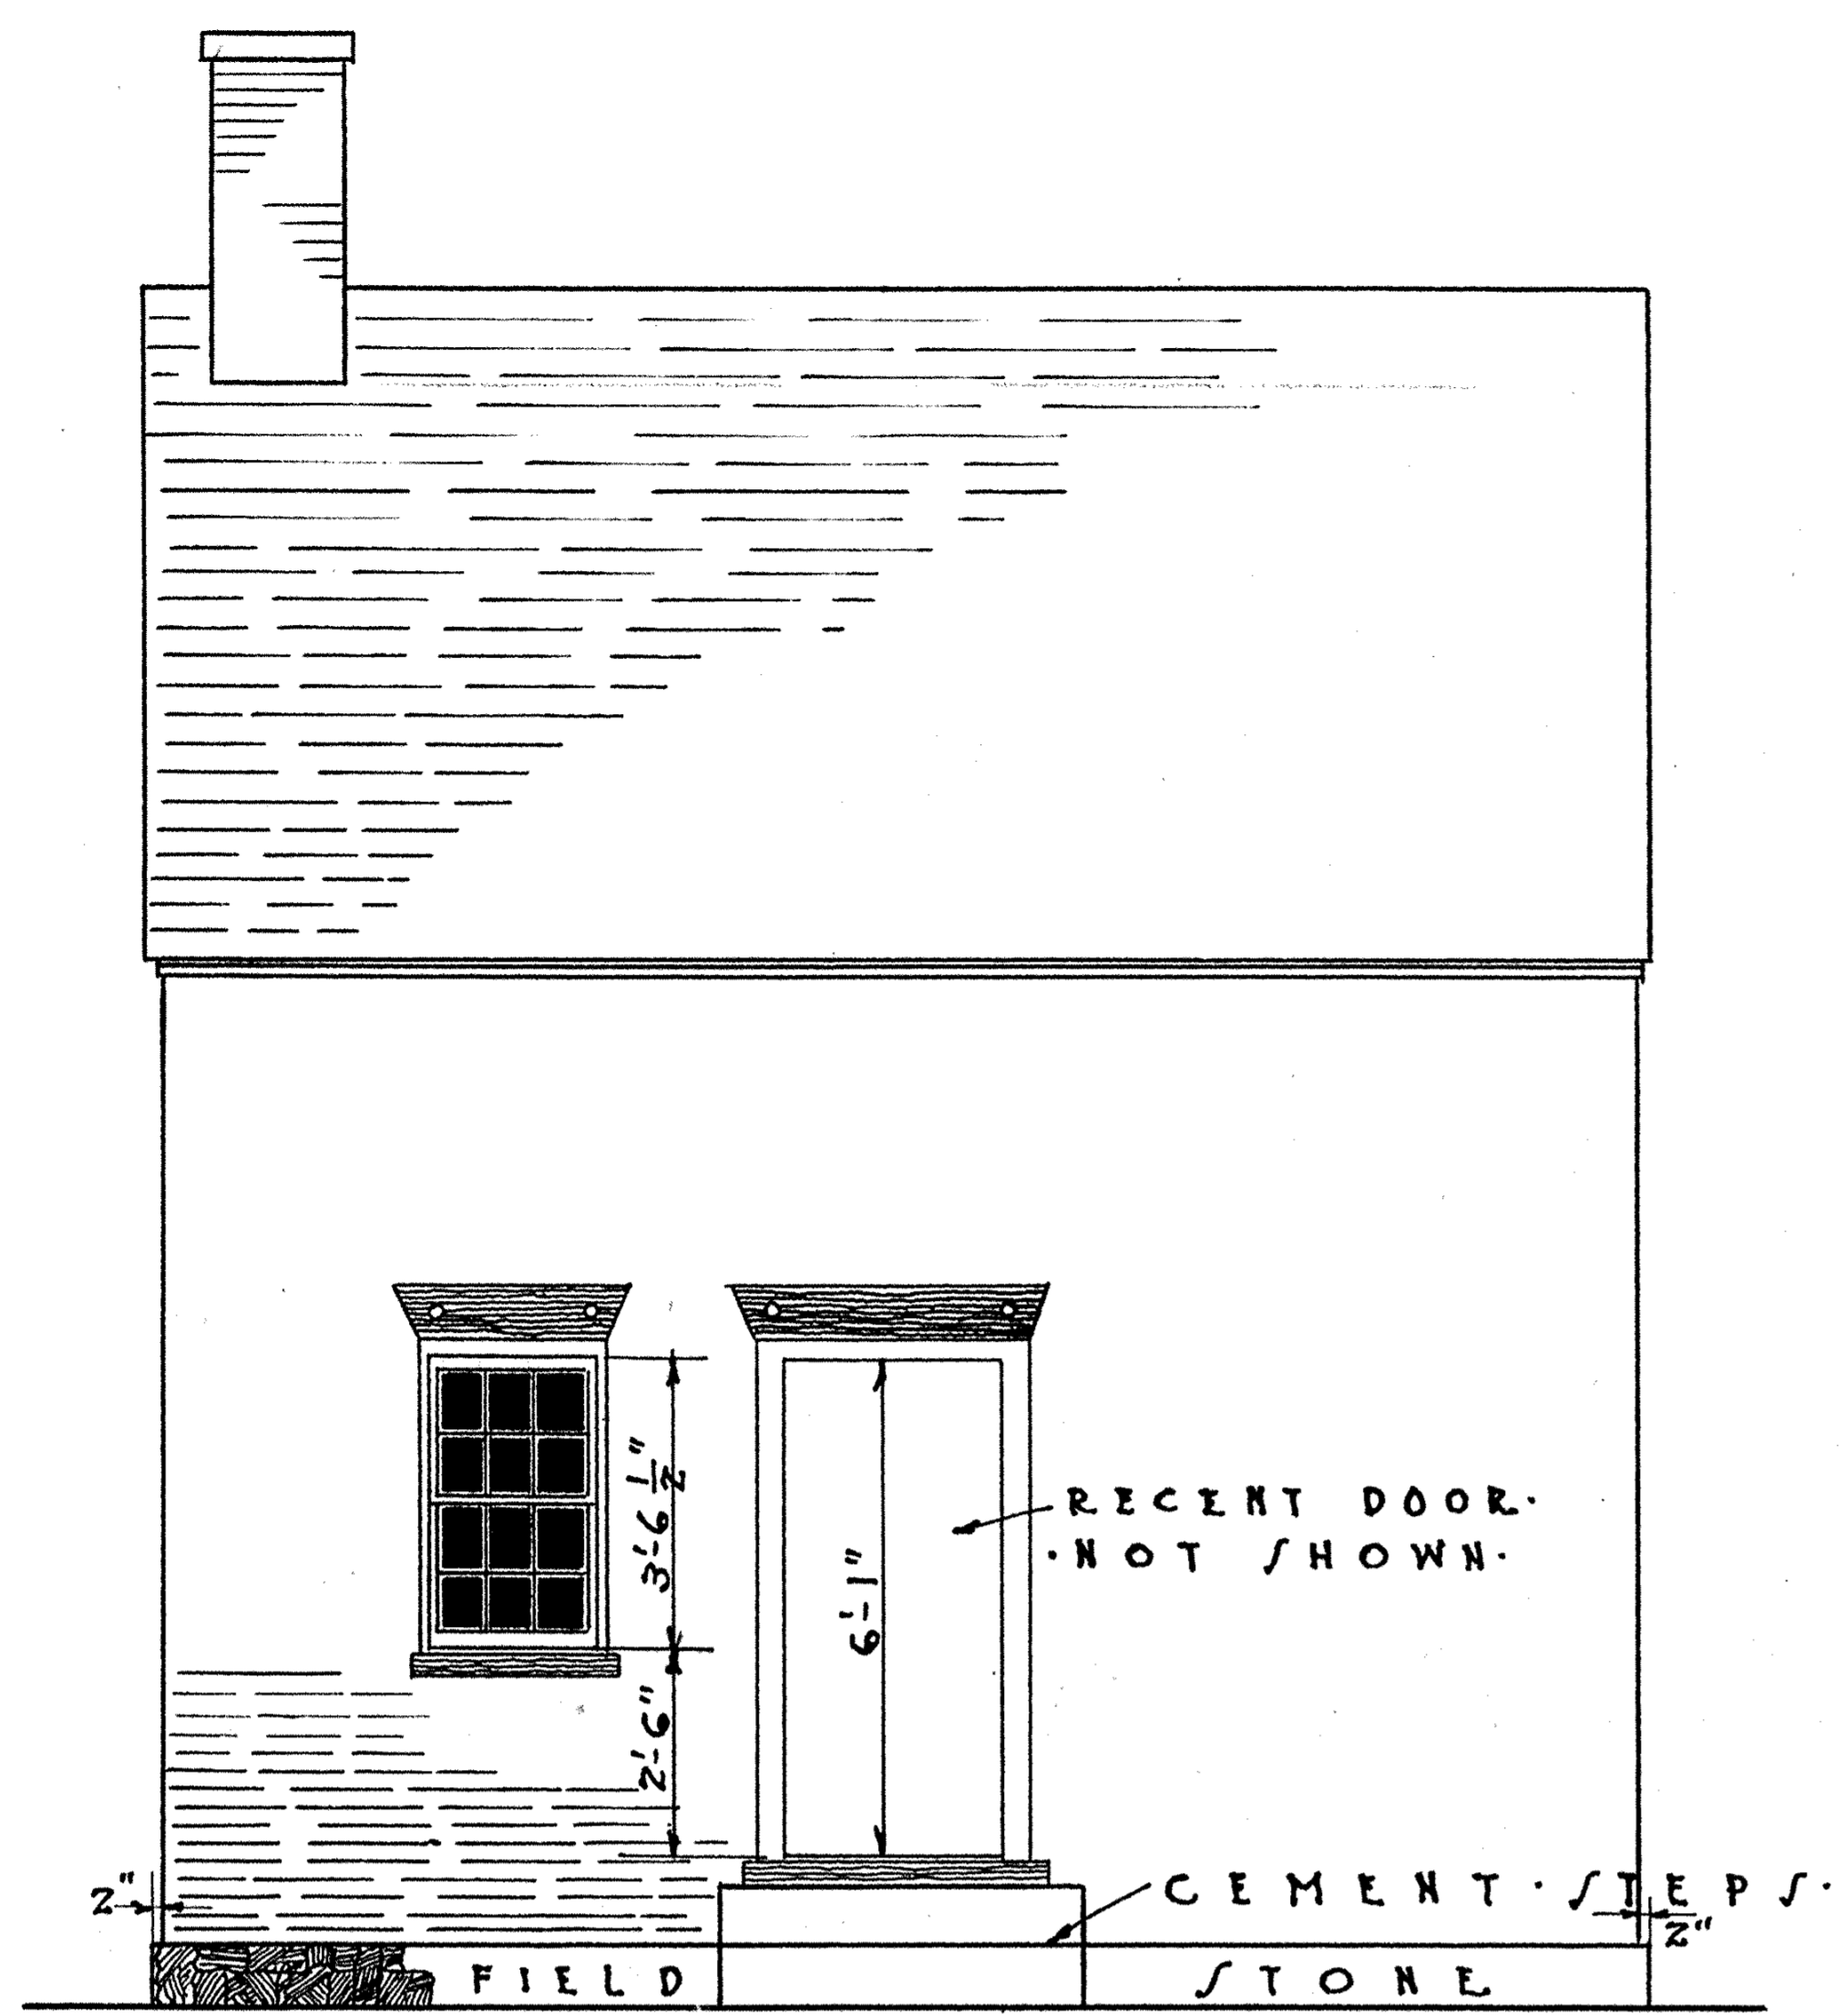 3'-6 1/2"
RECENT DOOR.
.NOT SHOWN.
6'-1"
2'-6"
2"
CEMENT.STEPS.
2"
FIELD STONE